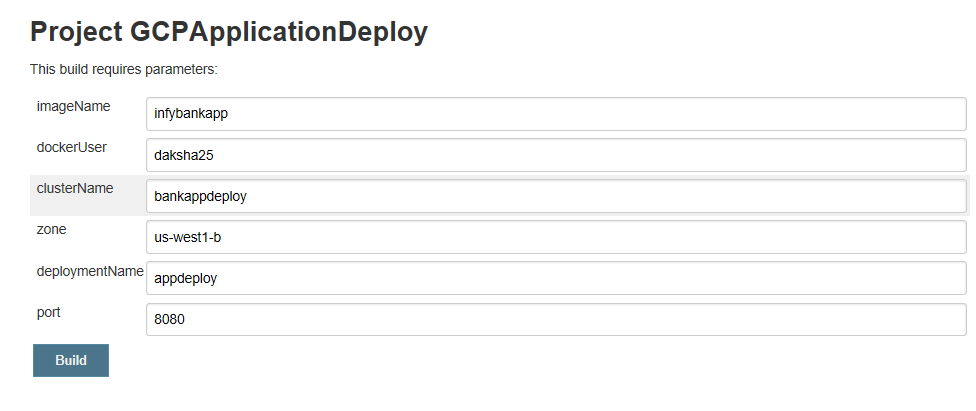 Project GCPApplicationDeploy
This build requires parameters:
imageName infybankapp
dockerUser daksha25
clusterName bankappdeploy
zone us-west1-b
deploymentName appdeploy
port 8080
Build